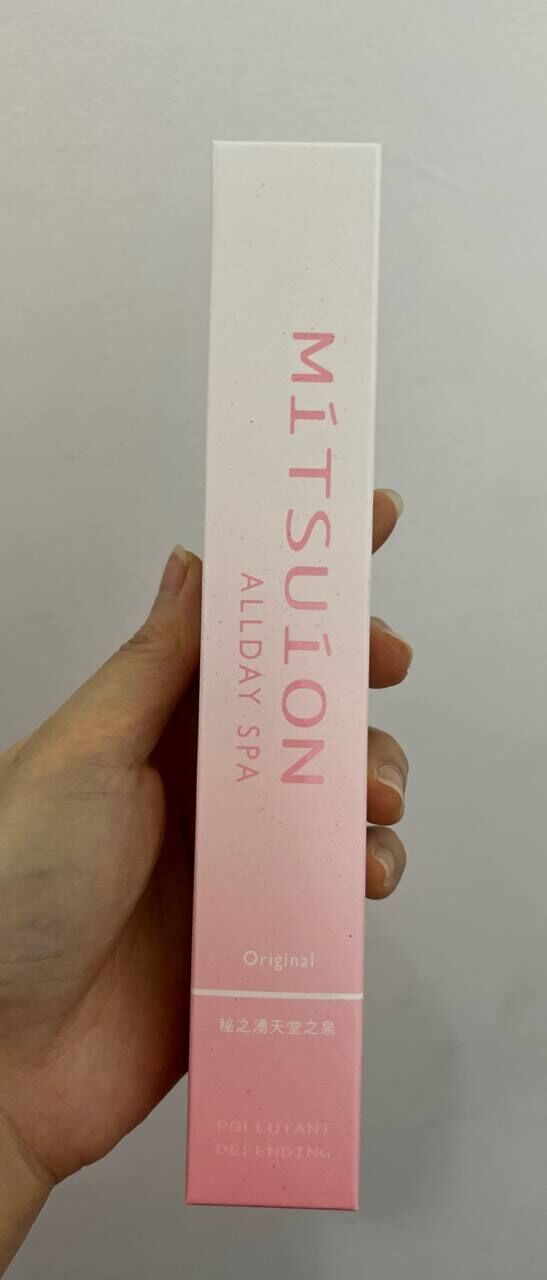 MiTSUiON
ALLDAY SPA
Original
秘之湧天堂之泉
POLLUTANT
DEFENDING